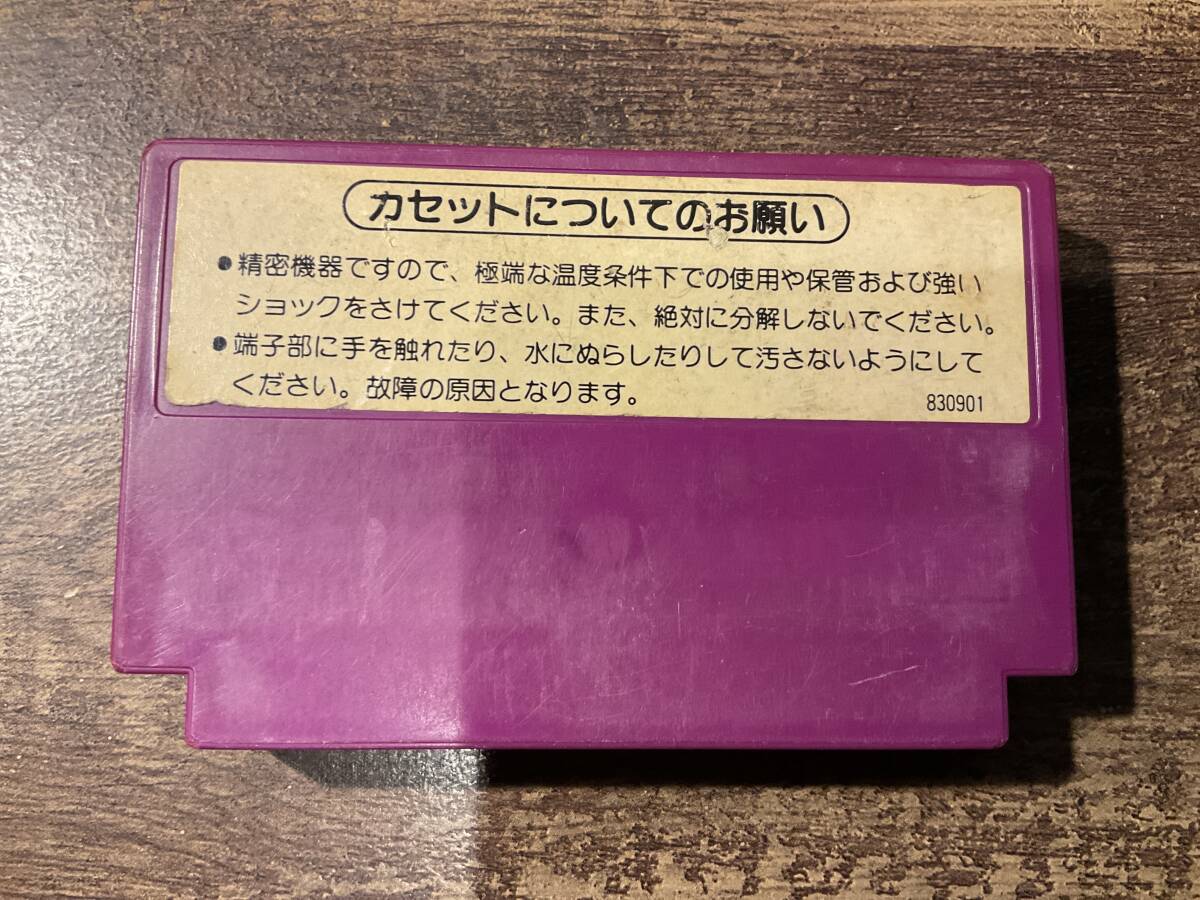 カセットについてのお願い
●精密機器ですので、極端な温度条件下での使用や保管および強い
ショックをさけてください。また、絶対に分解しないでください。
●端子部に手を触れたり、水にぬらしたりして汚さないようにして
ください。故障の原因となります。
830901